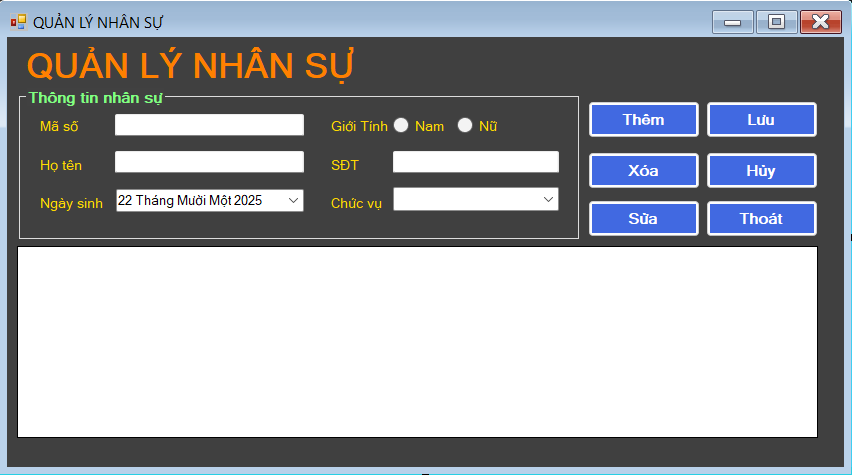 QUẢN LÝ NHÂN SỰ
QUẢN LÝ NHÂN SỰ
Thông tin nhân sự
Mã số
Giới Tính Nam Nữ
Họ tên
SĐT
Ngày sinh 22 Tháng Mười Một 2025
Chức vụ
Thêm Lưu
Xóa Hủy
Sửa Thoát